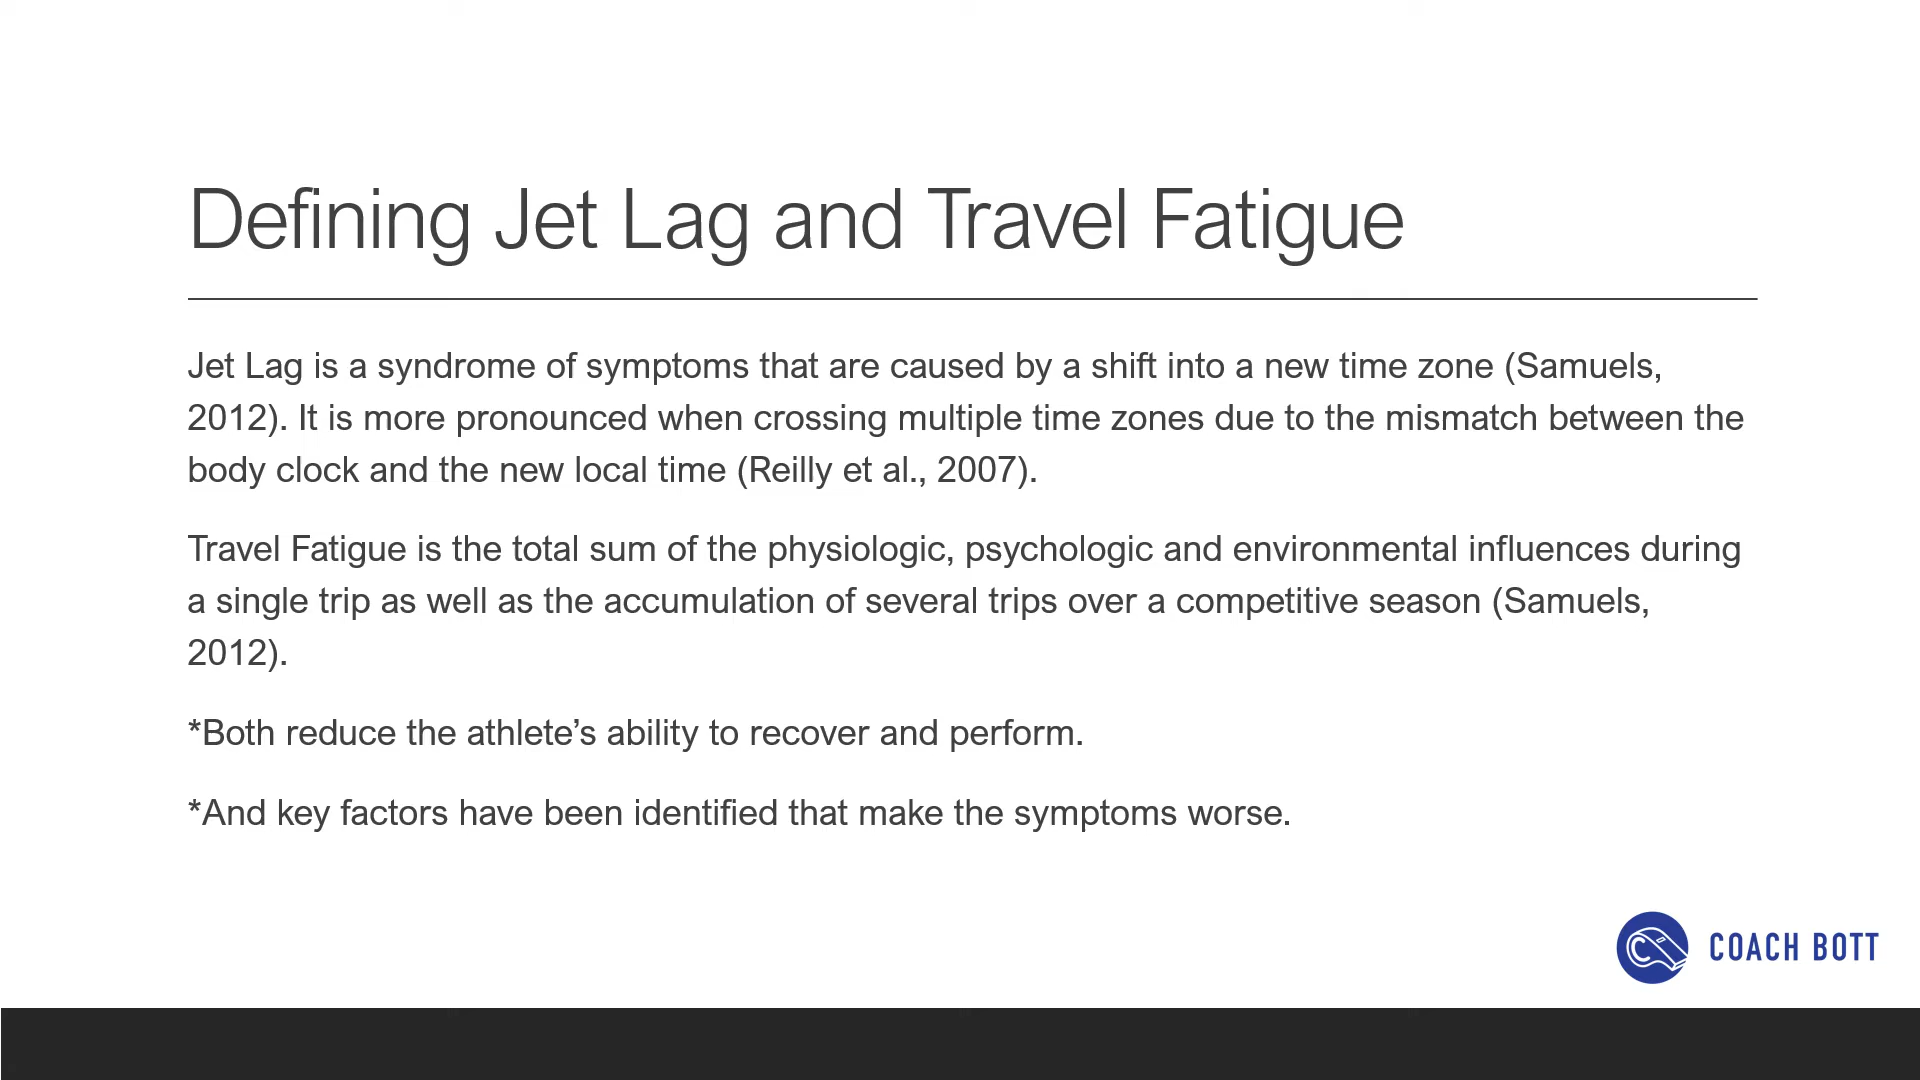 Defining Jet Lag and Travel Fatigue
Jet Lag is a syndrome of symptoms that are caused by a shift into a new time zone (Samuels,
2012). It is more pronounced when crossing multiple time zones due to the mismatch between the
body clock and the new local time (Reilly et al., 2007).
Travel Fatigue is the total sum of the physiologic, psychologic and environmental influences during
a single trip as well as the accumulation of several trips over a competitive season (Samuels,
2012).
*Both reduce the athlete’s ability to recover and perform.
*And key factors have been identified that make the symptoms worse.
COACH BOTT